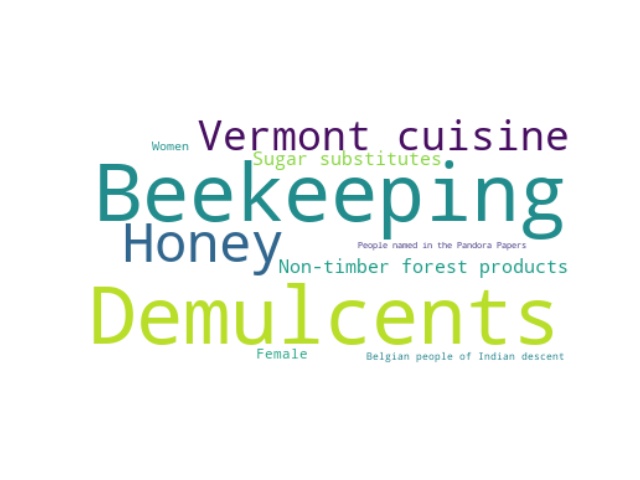 Vermont cuisine
Women
Sugar substitutes
Beekeeping
Honey
People named in the Pandora Papers
Non-timber forest products
Demulcents
Female
Belgian people of Indian descent